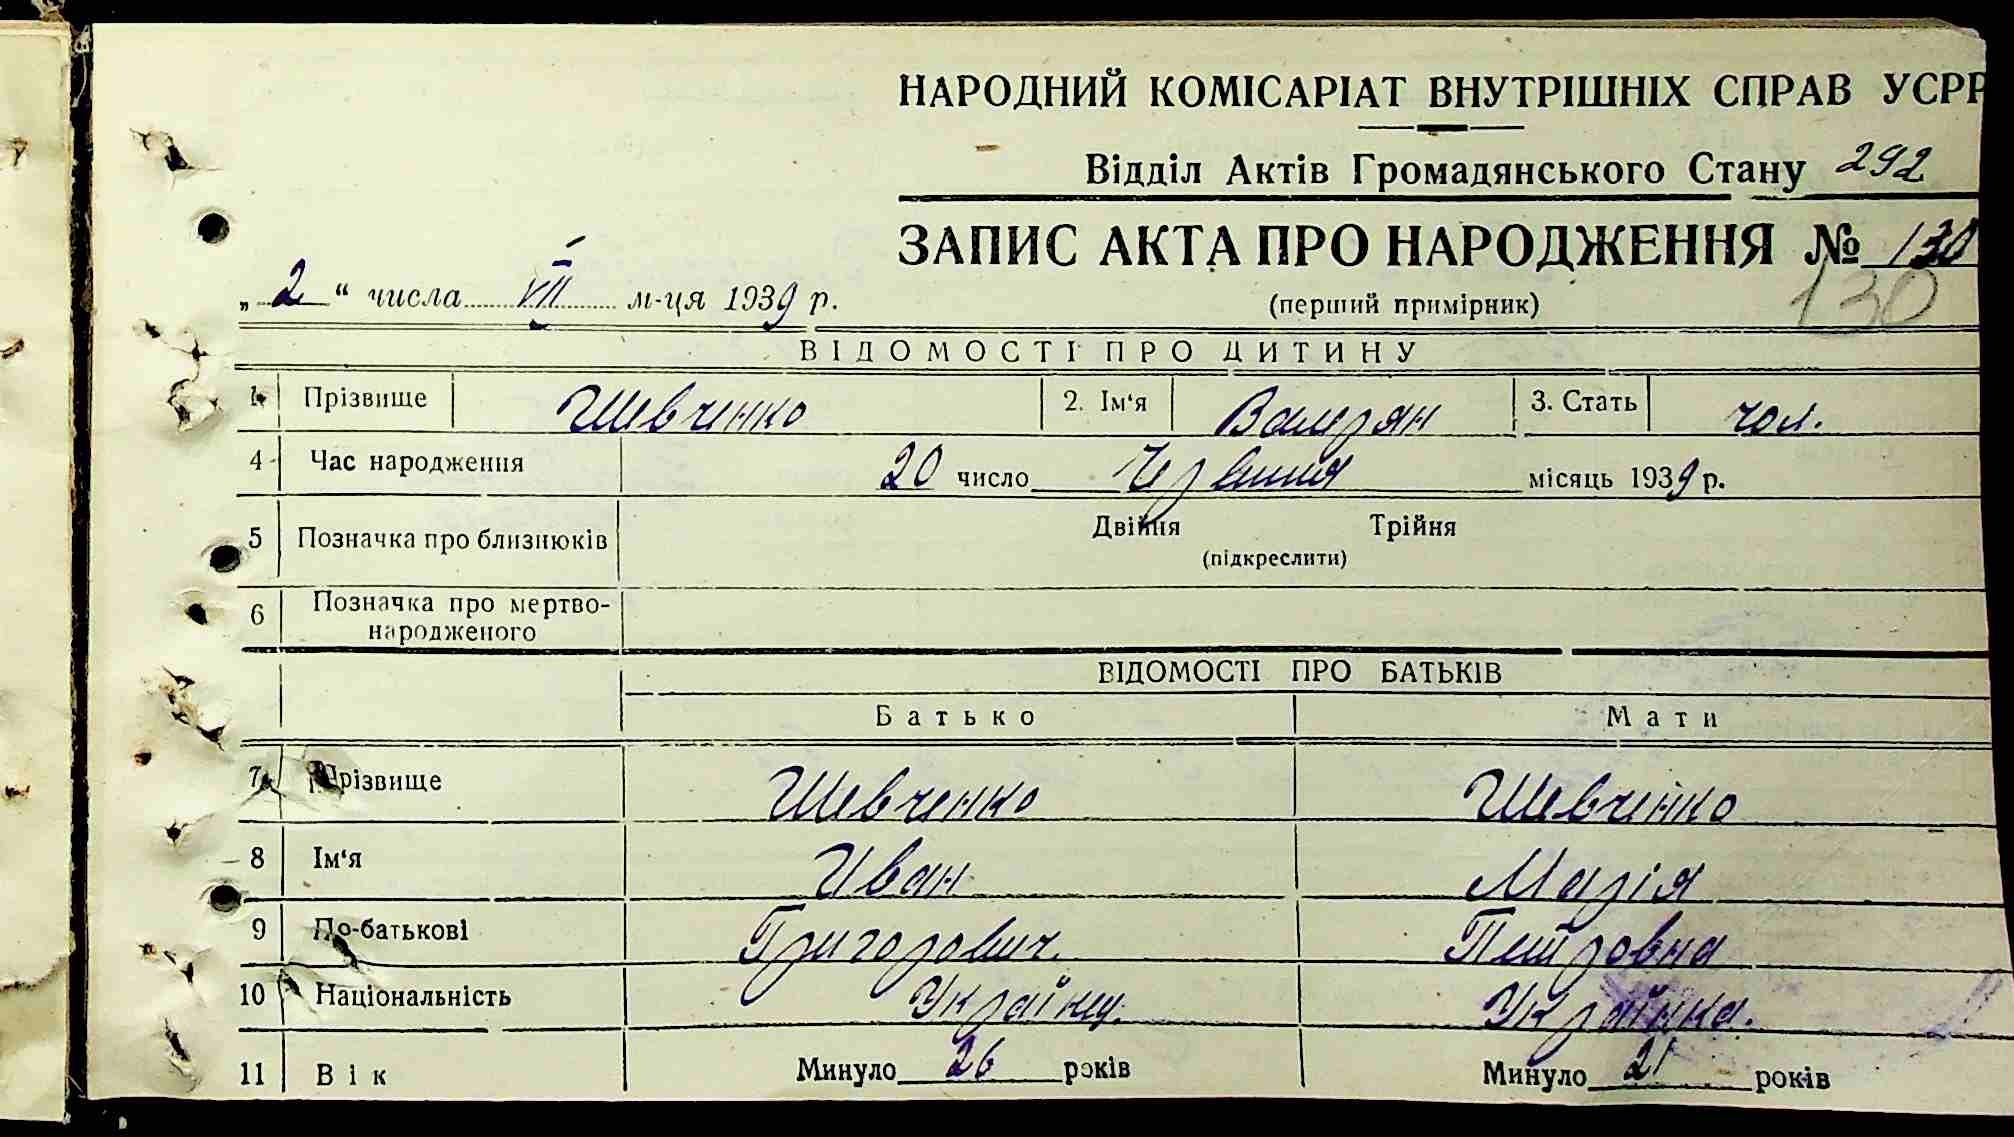 НАРОДНИЙ КОМІСАРІАТ ВНУТРІШНІХ СПРАВ УСРР
Відділ Актів Громадянського Стану 292
ЗАПИС АКТА ПРО НАРОДЖЕННЯ № 130
„2“ числа VII м-ця 1939 р.
(перший примірник) 130
ВІДОМОСТІ ПРО ДИТИНУ
1 Прізвище Шевченко 2. Ім‘я Валерян 3. Стать чол.
4 Час народження 20 число Червння місяць 1939 р.
5 Позначка про близнюків Двійня Трійня
(підкреслити)
6 Позначка про мертво-
народженого
ВІДОМОСТІ ПРО БАТЬКІВ
Батько Мати
7 Прізвище Шевченко Шевченко
8 Ім‘я Иван Марія
9 По-батькові Григорович. Петровна
10 Національність Українц. Українка.
11 Вік Минуло 26 років Минуло 21 років